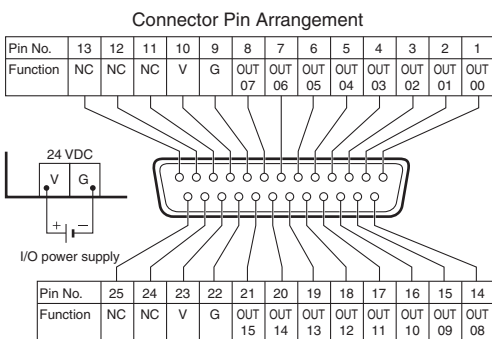 Connector Pin Arrangement
Pin No. 13 12 11 10 9 8 7 6 5 4 3 2 1
Function NC NC NC V G OUT 07 OUT 06 OUT 05 OUT 04 OUT 03 OUT 02 OUT 01 OUT 00
24 VDC
V G
+ −
I/O power supply
Pin No. 25 24 23 22 21 20 19 18 17 16 15 14
Function NC NC V G OUT 15 OUT 14 OUT 13 OUT 12 OUT 11 OUT 10 OUT 09 OUT 08